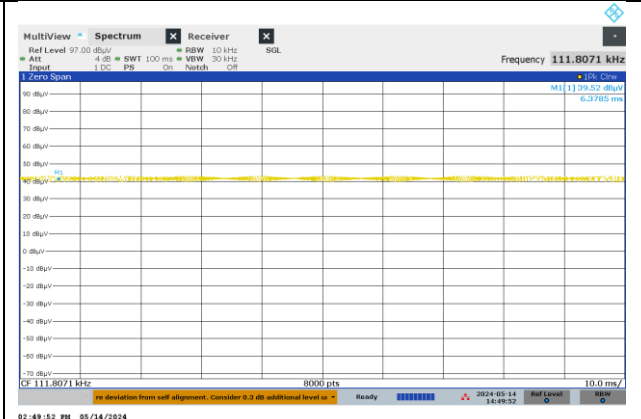 MultiView Spectrum X Receiver X
Ref Level 97.00 dBµV RBW 10 kHz SGL
Att 4 dB SWT 100 ms VBW 30 kHz
Input 1 DC PS On Notch Off
Frequency 111.8071 kHz
1 Zero Span 1Pk Clrw
M1[1] 39.52 dBµV
6.3785 ms
90 dBµV
80 dBµV
70 dBµV
60 dBµV
50 dBµV
M1
40 dBµV
30 dBµV
20 dBµV
10 dBµV
0 dBµV
-10 dBµV
-20 dBµV
-30 dBµV
-40 dBµV
-50 dBµV
-60 dBµV
-70 dBµV
CF 111.8071 kHz 8000 pts 10.0 ms/
re deviation from self alignment. Consider 0.3 dB additional level u Ready 2024-05-14 Ref Level RBW
14:49:52
02:49:52 PM 05/14/2024